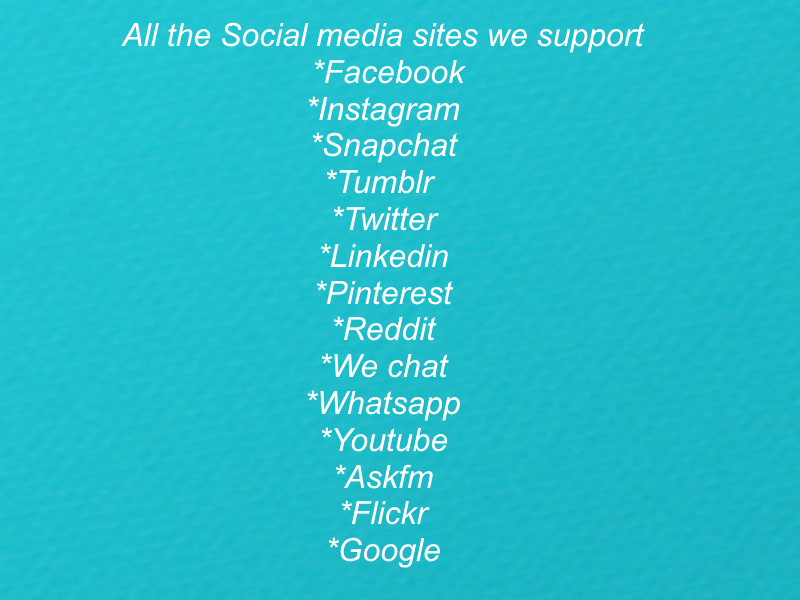 All the Social media sites we support
*Facebook
*Instagram
*Snapchat
*Tumblr
*Twitter
*Linkedin
*Pinterest
*Reddit
*We chat
*Whatsapp
*Youtube
*Askfm
*Flickr
*Google